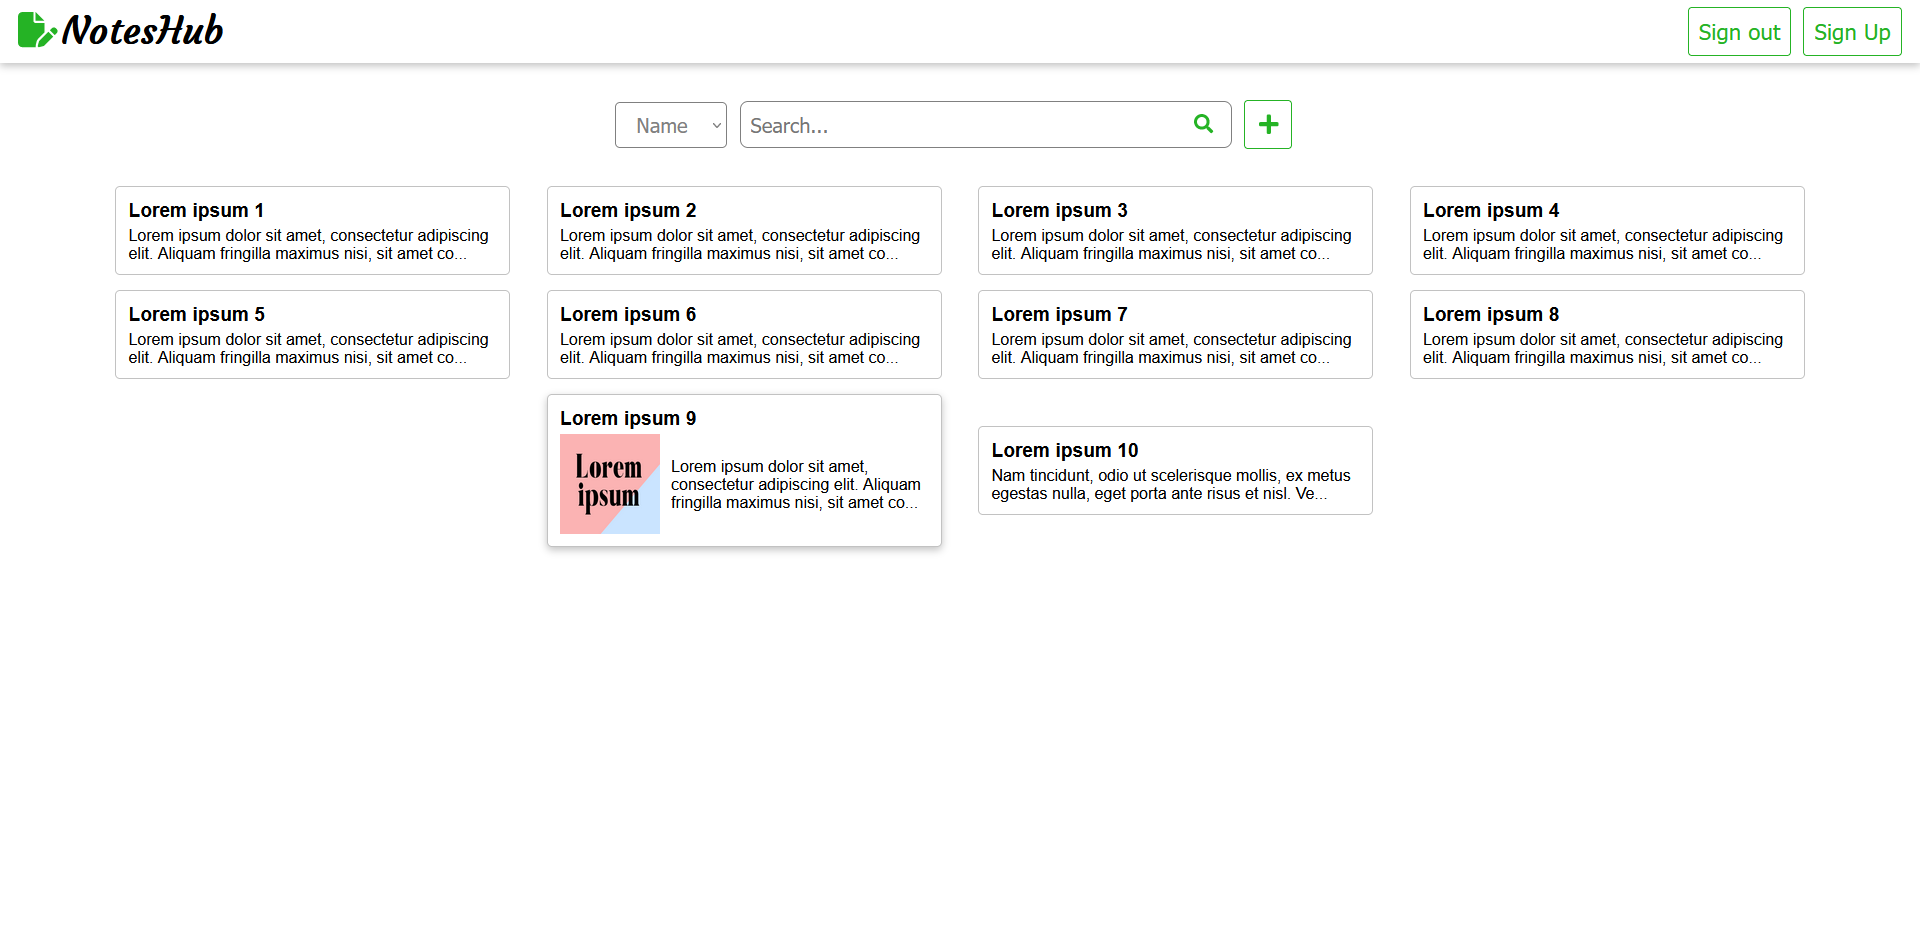 NotesHub
Sign out
Sign Up
Name
Search...
Lorem ipsum 1
Lorem ipsum dolor sit amet, consectetur adipiscing
elit. Aliquam fringilla maximus nisi, sit amet co...
Lorem ipsum 2
Lorem ipsum dolor sit amet, consectetur adipiscing
elit. Aliquam fringilla maximus nisi, sit amet co...
Lorem ipsum 3
Lorem ipsum dolor sit amet, consectetur adipiscing
elit. Aliquam fringilla maximus nisi, sit amet co...
Lorem ipsum 4
Lorem ipsum dolor sit amet, consectetur adipiscing
elit. Aliquam fringilla maximus nisi, sit amet co...
Lorem ipsum 5
Lorem ipsum dolor sit amet, consectetur adipiscing
elit. Aliquam fringilla maximus nisi, sit amet co...
Lorem ipsum 6
Lorem ipsum dolor sit amet, consectetur adipiscing
elit. Aliquam fringilla maximus nisi, sit amet co...
Lorem ipsum 7
Lorem ipsum dolor sit amet, consectetur adipiscing
elit. Aliquam fringilla maximus nisi, sit amet co...
Lorem ipsum 8
Lorem ipsum dolor sit amet, consectetur adipiscing
elit. Aliquam fringilla maximus nisi, sit amet co...
Lorem ipsum 9
Lorem
ipsum
Lorem ipsum dolor sit amet,
consectetur adipiscing elit. Aliquam
fringilla maximus nisi, sit amet co...
Lorem ipsum 10
Nam tincidunt, odio ut scelerisque mollis, ex metus
egestas nulla, eget porta ante risus et nisl. Ve...